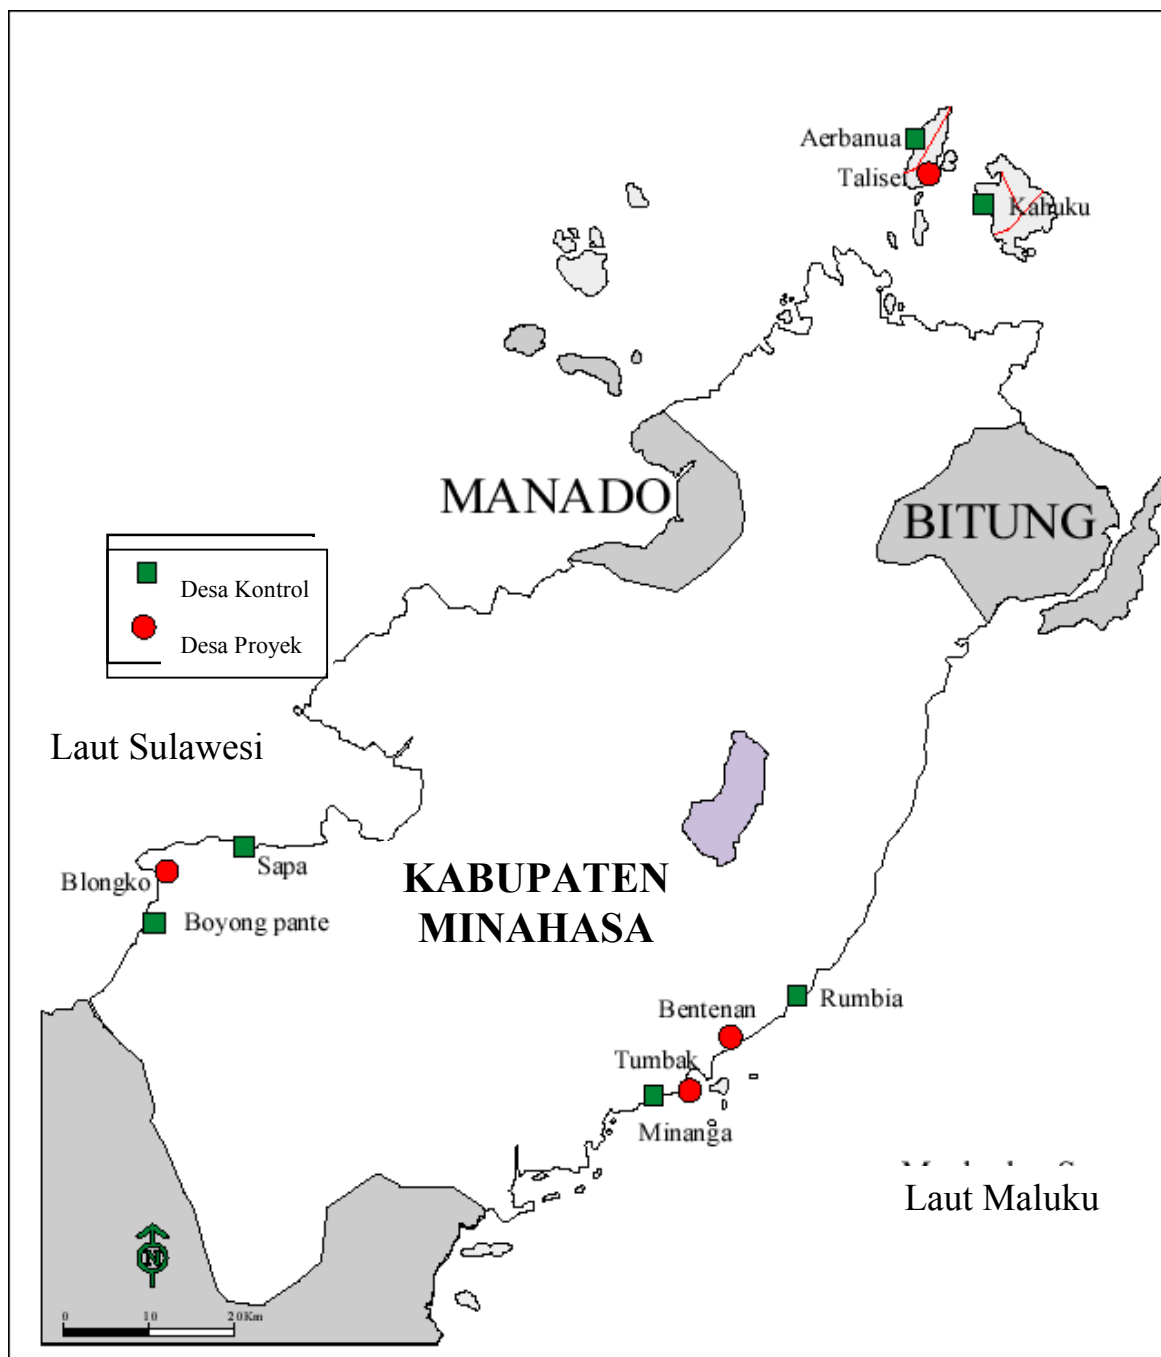 Aerbanua
Talise
Kahuku
MANADO
BITUNG
Desa Kontrol
Desa Proyek
Laut Sulawesi
Sapa
Blongko
KABUPATEN
MINAHASA
Boyong pante
Rumbia
Bentenan
Tumbak
Minanga
Laut Maluku
N
0 10 20Km